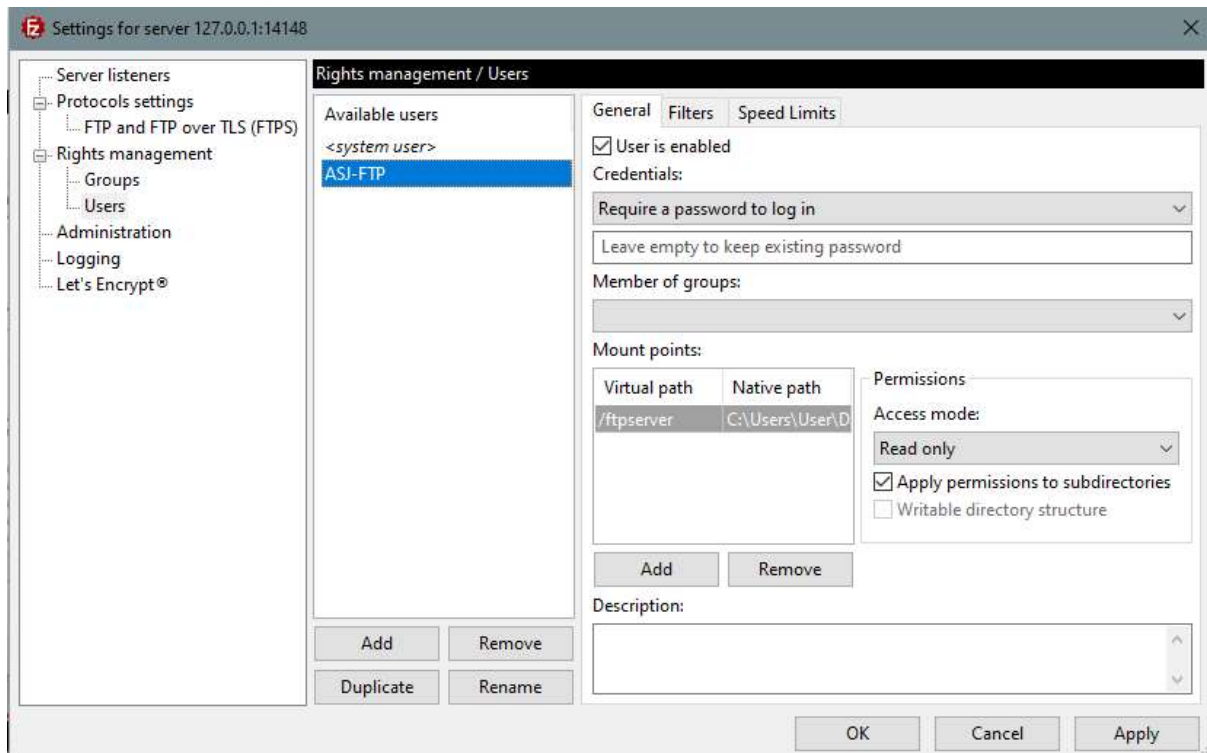 Settings for server 127.0.0.1:14148
Server listeners
Protocols settings
FTP and FTP over TLS (FTPS)
Rights management
Groups
Users
Administration
Logging
Let's Encrypt®
Rights management / Users
Available users
<system user>
ASJ-FTP
Add
Remove
Duplicate
Rename
General
Filters
Speed Limits
User is enabled
Credentials:
Require a password to log in
Leave empty to keep existing password
Member of groups:
Mount points:
Virtual path
Native path
/ftpserver
C:\Users\User\D
Add
Remove
Permissions
Access mode:
Read only
Apply permissions to subdirectories
Writable directory structure
Description:
OK
Cancel
Apply